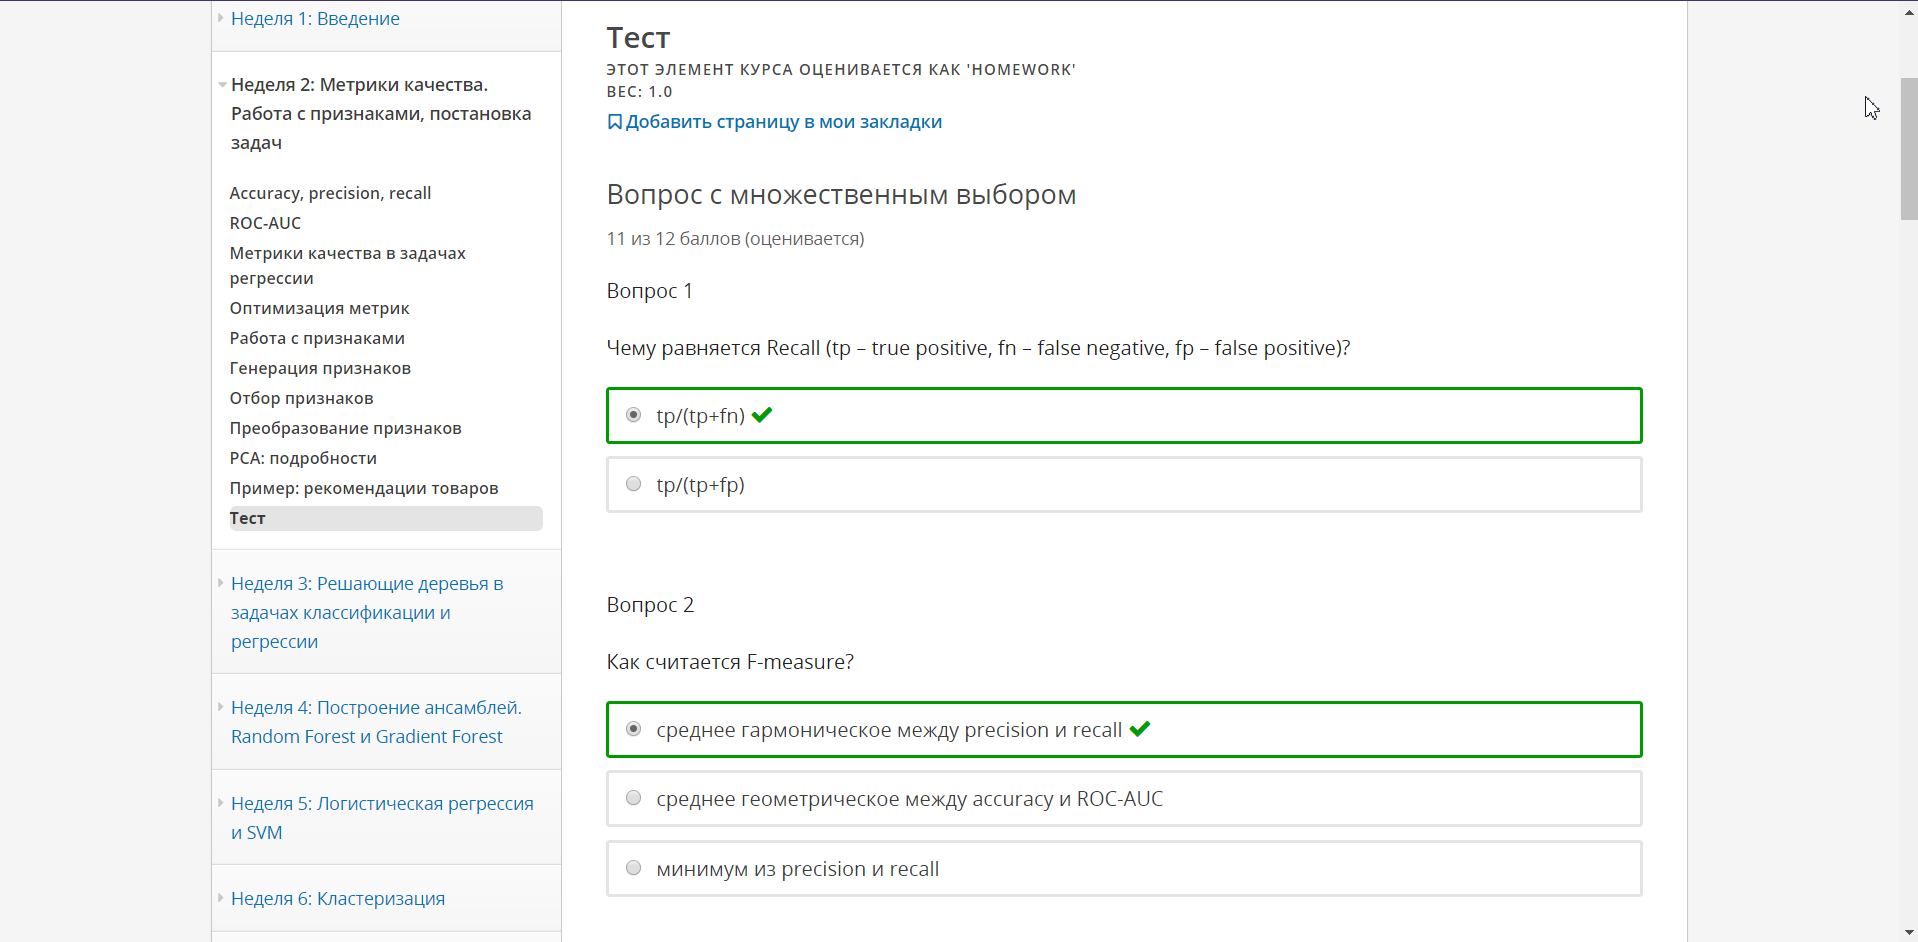 Неделя 1: Введение
Неделя 2: Метрики качества.
Работа с признаками, постановка
задач
Accuracy, precision, recall
ROC-AUC
Метрики качества в задачах
регрессии
Оптимизация метрик
Работа с признаками
Генерация признаков
Отбор признаков
Преобразование признаков
PCA: подробности
Пример: рекомендации товаров
Тест
Неделя 3: Решающие деревья в
задачах классификации и
регрессии
Неделя 4: Построение ансамблей.
Random Forest и Gradient Forest
Неделя 5: Логистическая регрессия
и SVM
Неделя 6: Кластеризация
Тест
ЭТОТ ЭЛЕМЕНТ КУРСА ОЦЕНИВАЕТСЯ КАК 'HOMEWORK'
ВЕС: 1.0
Добавить страницу в мои закладки
Вопрос с множественным выбором
11 из 12 баллов (оценивается)
Вопрос 1
Чему равняется Recall (tp – true positive, fn – false negative, fp – false positive)?
tp/(tp+fn)
tp/(tp+fp)
Вопрос 2
Как считается F-measure?
среднее гармоническое между precision и recall
среднее геометрическое между accuracy и ROC-AUC
минимум из precision и recall